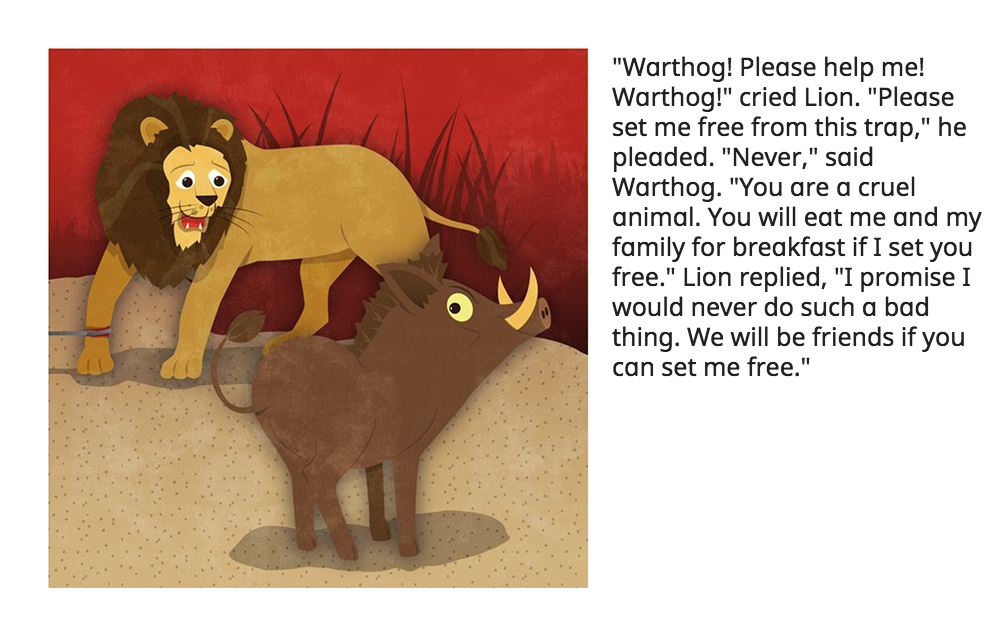 "Warthog! Please help me!
Warthog!" cried Lion. "Please
set me free from this trap," he
pleaded. "Never," said
Warthog. "You are a cruel
animal. You will eat me and my
family for breakfast if I set you
free." Lion replied, "I promise I
would never do such a bad
thing. We will be friends if you
can set me free."